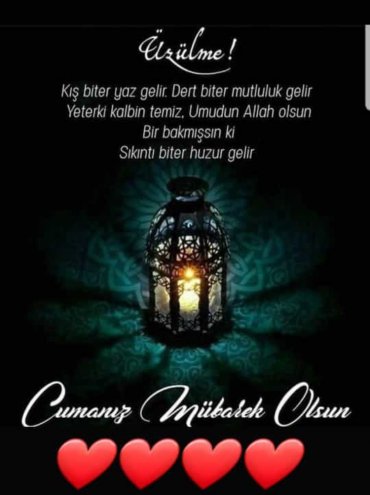 Üzülme!
Kış biter yaz gelir. Dert biter mutluluk gelir
Yeterki kalbin temiz, Umudun Allah olsun
Bir bakmışsın ki
Sıkıntı biter huzur gelir
Cumanız Mübarek Olsun